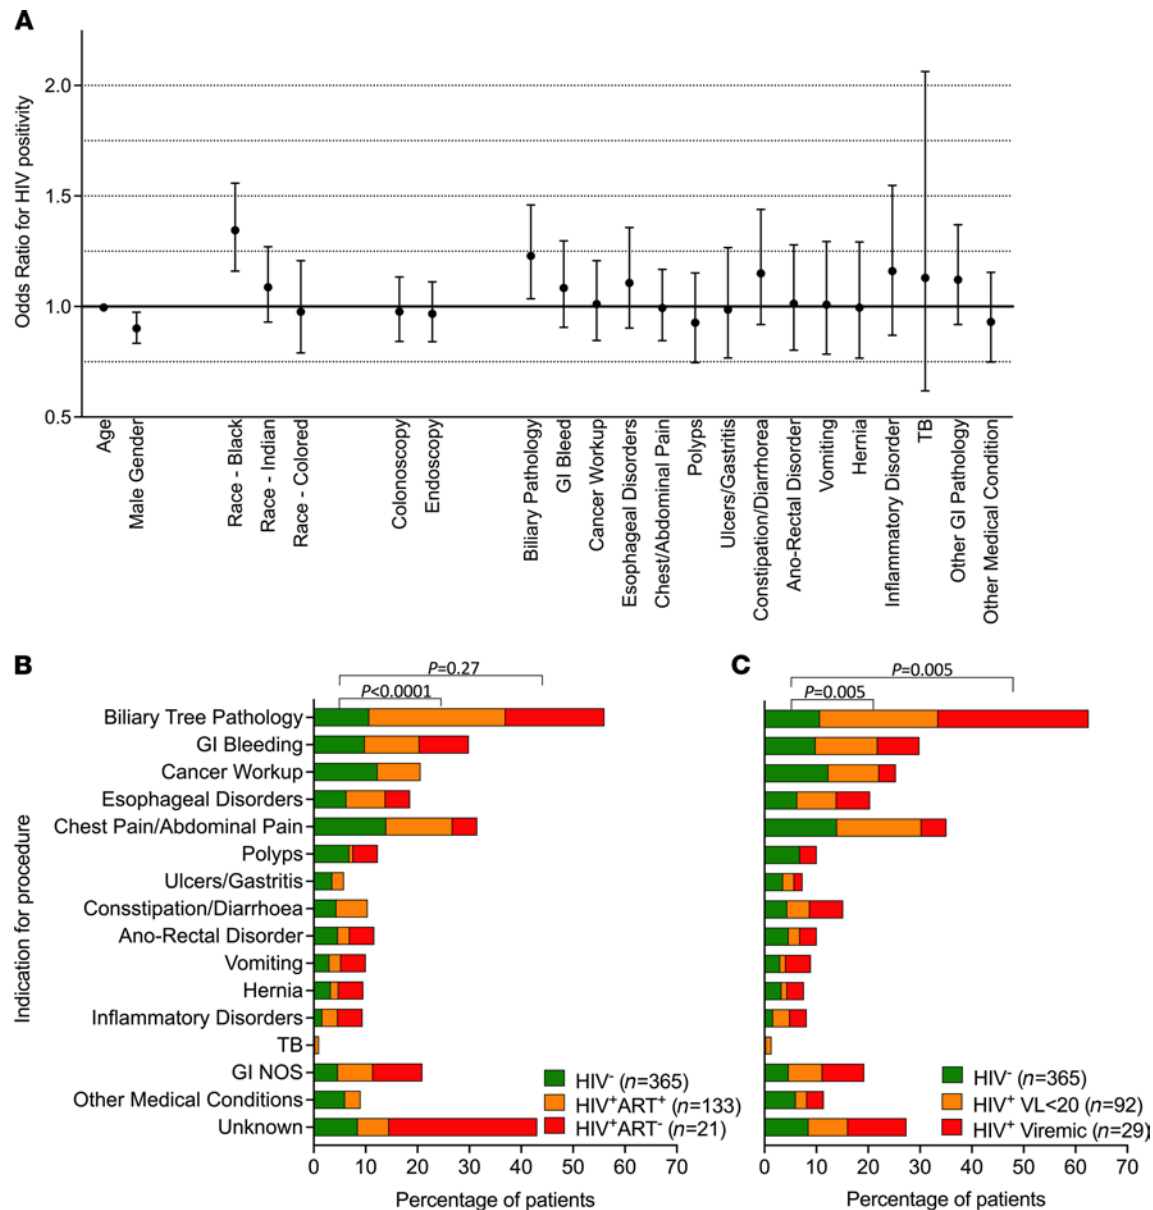 A
Odds Ratio for HIV positivity
2.0
1.5
1.0
0.5
Age
Male Gender
Race - Black
Race - Indian
Race - Colored
Colonoscopy
Endoscopy
Biliary Pathology
GI Bleed
Cancer Workup
Esophageal Disorders
Chest/Abdominal Pain
Polyps
Ulcers/Gastritis
Constipation/Diarrhorea
Ano-Rectal Disorder
Vomiting
Hernia
Inflammatory Disorder
TB
Other GI Pathology
Other Medical Condition
B
P=0.27
P<0.0001
Indication for procedure
Biliary Tree Pathology
GI Bleeding
Cancer Workup
Esophageal Disorders
Chest Pain/Abdominal Pain
Polyps
Ulcers/Gastritis
Consstipation/Diarrhoea
Ano-Rectal Disorder
Vomiting
Hernia
Inflammatory Disorders
TB
GI NOS
Other Medical Conditions
Unknown
HIV⁻ (n=365)
HIV⁺ART⁺ (n=133)
HIV⁺ART⁻ (n=21)
0 10 20 30 40 50 60 70
Percentage of patients
C
P=0.005
P=0.005
HIV⁻ (n=365)
HIV⁺ VL<20 (n=92)
HIV⁺ Viremic (n=29)
0 10 20 30 40 50 60 70
Percentage of patients